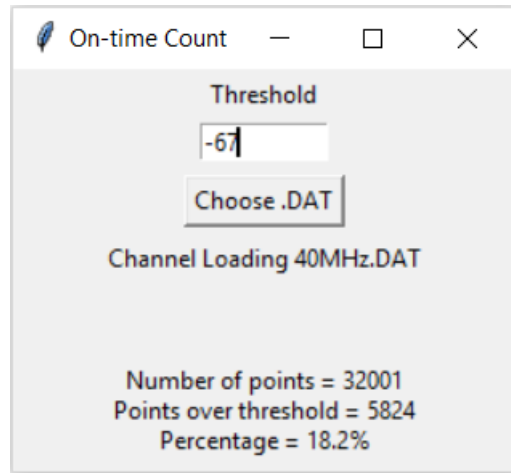 On-time Count
Threshold
-67
Choose .DAT
Channel Loading 40MHz.DAT
Number of points = 32001
Points over threshold = 5824
Percentage = 18.2%